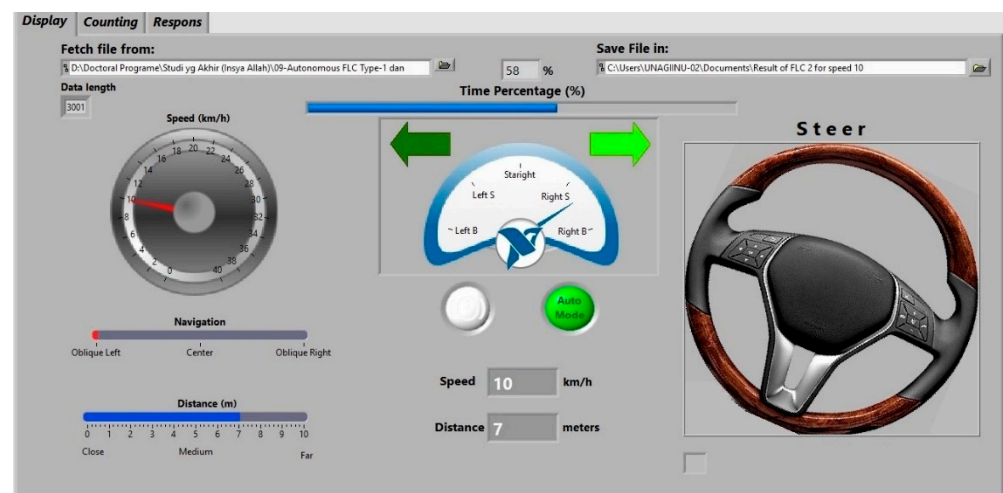 Display Counting Respons
Fetch file from:
D:\Doctoral Programe\Studi yg Akhir (Insya Allah)\09-Autonomous FLC Type-1 dan
58 %
Save File in:
C:\Users\UNAGIINU-02\Documents\Result of FLC 2 for speed 10
Data length
3001
Time Percentage (%)
Speed (km/h)
0 2 4 6 8 10 12 14 16 18 20 22 24 26 28 30 32 34 36 38 40
Staright
Left S
Right S
Left B
Right B
Steer
Auto
Mode
Navigation
Oblique Left Center Oblique Right
Speed 10 km/h
Distance (m)
0 1 2 3 4 5 6 7 8 9 10
Close Medium Far
Distance 7 meters